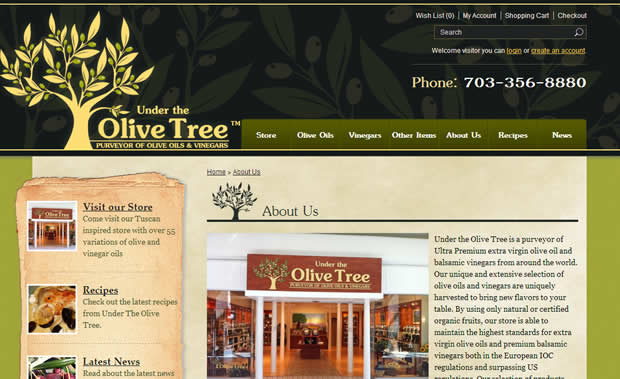 Wish List (0) | My Account | Shopping Cart | Checkout
Search
Welcome visitor you can login or create an account.
Phone: 703-356-8880
Under the
Olive Tree™
PURVEYOR OF OLIVE OILS & VINEGARS
Store Olive Oils Vinegars Other Items About Us Recipes News
Home » About Us
About Us
Visit our Store
Come visit our Tuscan
inspired store with over 55
variations of olive and
vinegar oils
Recipes
Check out the latest recipes
from Under The Olive
Tree.
Latest News
Read about the latest news
Under the
Olive Tree
PURVEYOR OF OLIVE OILS & VINEGARS
Under the Olive Tree is a purveyor of
Ultra Premium extra virgin olive oil and
balsamic vinegars from around the world.
Our unique and extensive selection of
olive oils and vinegars are uniquely
harvested to bring new flavors to your
table. By using only natural or certified
organic fruits, our store is able to
maintain the highest standards for extra
virgin olive oils and premium balsamic
vinegars both in the European IOC
regulations and surpassing US
regulations. Our selection of products